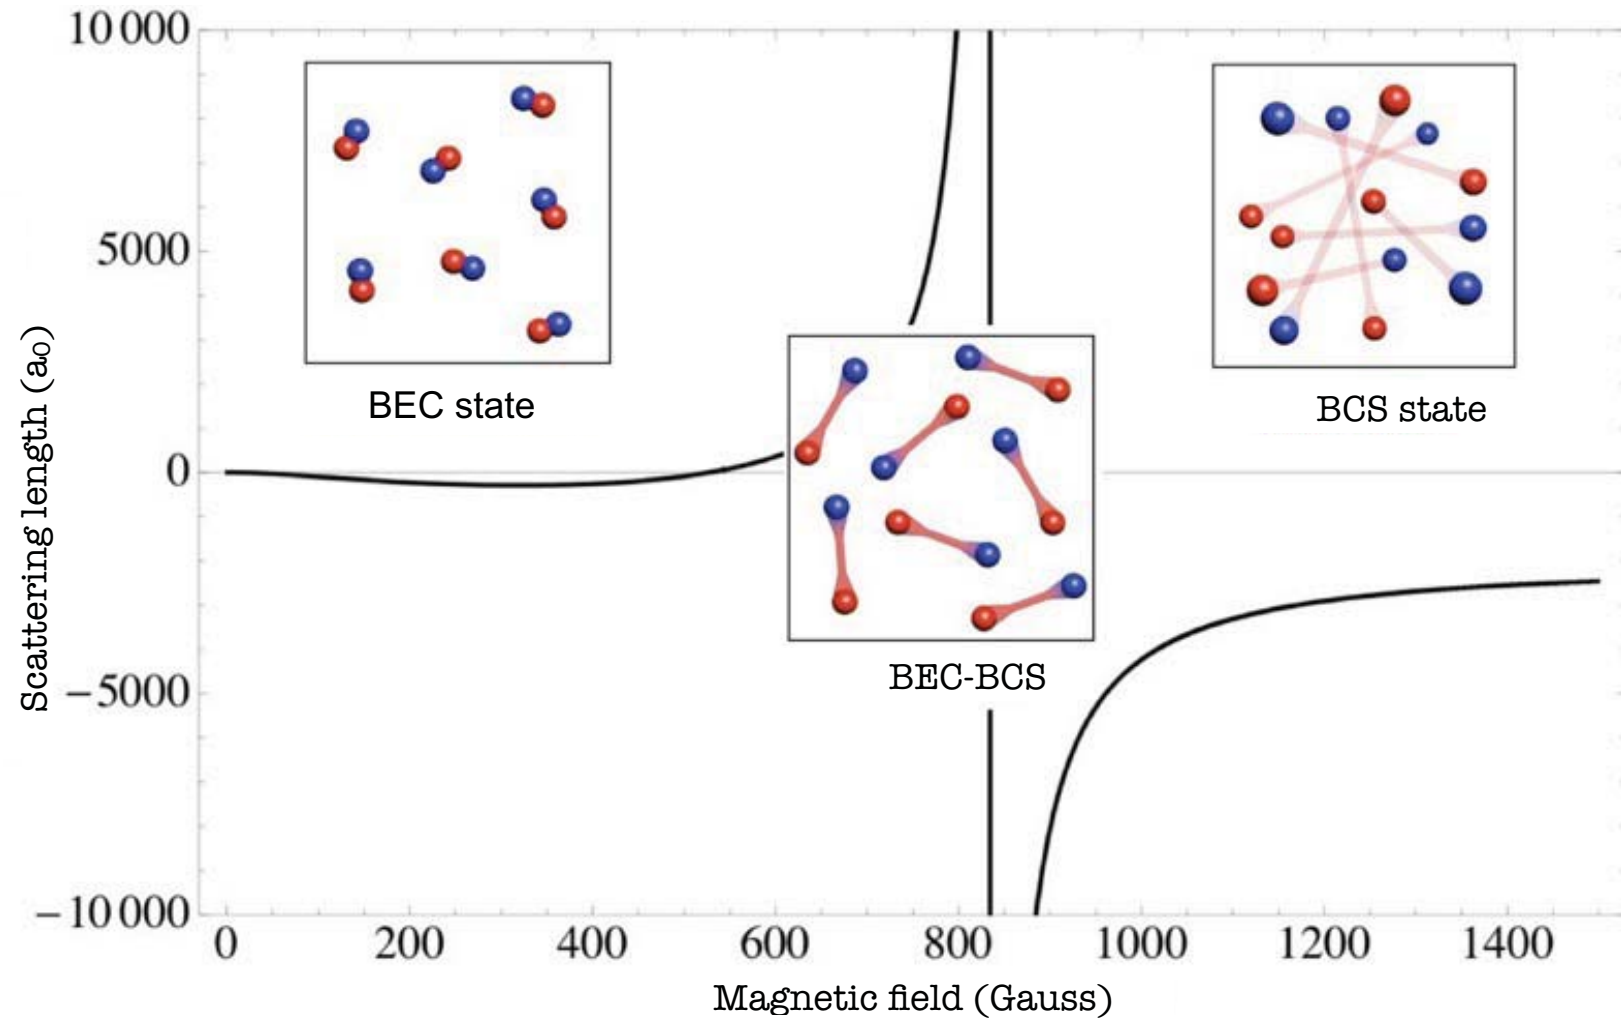 10 000
5000
0
−5000
−10 000
Scattering length (a₀)
BEC state
BCS state
BEC-BCS
0 200 400 600 800 1000 1200 1400
Magnetic field (Gauss)